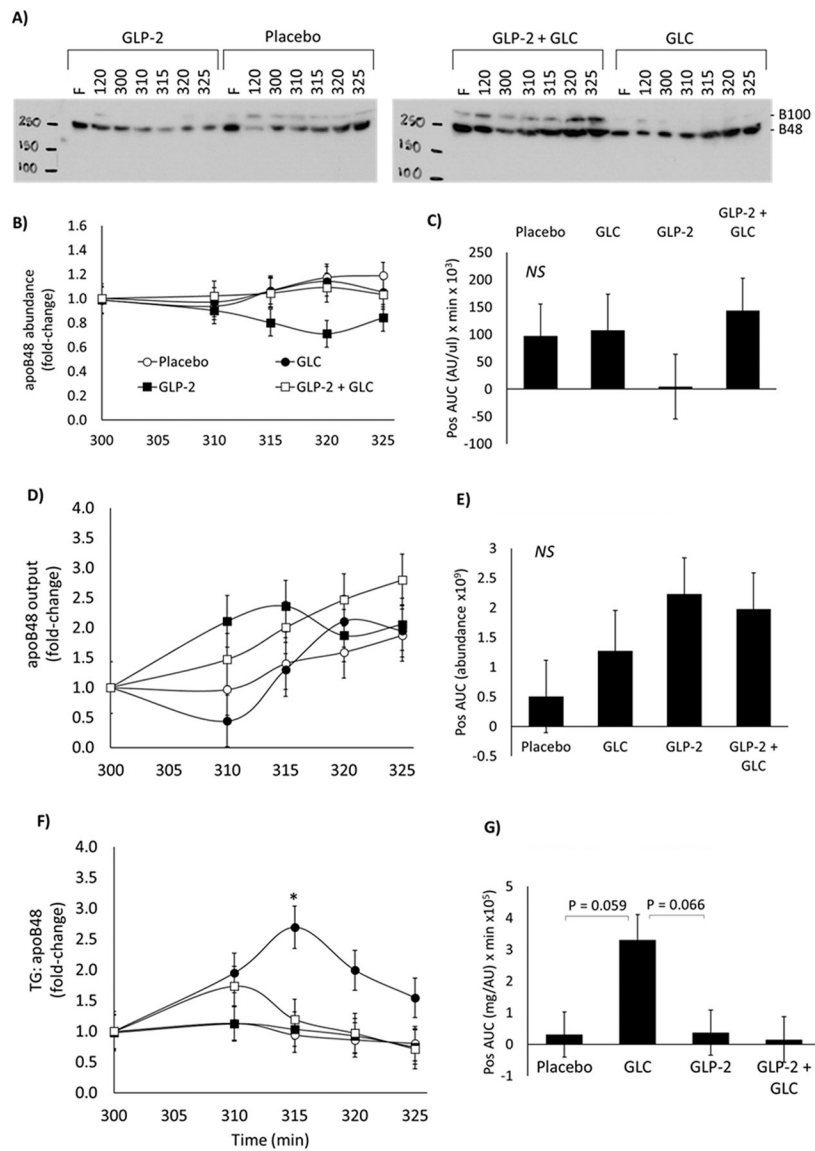 A)
GLP-2 Placebo GLP-2 + GLC GLC
F 120 300 310 315 320 325 F 120 300 310 315 320 325 F 120 300 310 315 320 325 F 120 300 310 315 320 325
250 250 - B100
150 150 - B48
100 100
B)
1.6
1.4
1.2
1.0
0.8
0.6
0.4
0.2
0.0
apoB48 abundance
(fold-change)
Placebo GLC
GLP-2 GLP-2 + GLC
300 305 310 315 320 325
C)
Placebo GLC GLP-2 GLP-2 +
GLC
250
200
150
100
50
0
-50
-100
Pos AUC (AU/ul) x min x 10³
NS
D)
4.0
3.5
3.0
2.5
2.0
1.5
1.0
0.5
0.0
apoB48 output
(fold-change)
300 305 310 315 320 325
E)
3
2.5
2
1.5
1
0.5
0
-0.5
Pos AUC (abundance x10⁹)
NS
Placebo GLC GLP-2 GLP-2 +
GLC
F)
4.0
3.5
3.0
2.5
2.0
1.5
1.0
0.5
0.0
TG: apoB48
(fold-change)
*
300 305 310 315 320 325
Time (min)
G)
5
4
3
2
1
0
-1
Pos AUC (mg/AU) x min x10⁵
P = 0.059 P = 0.066
Placebo GLC GLP-2 GLP-2 +
GLC